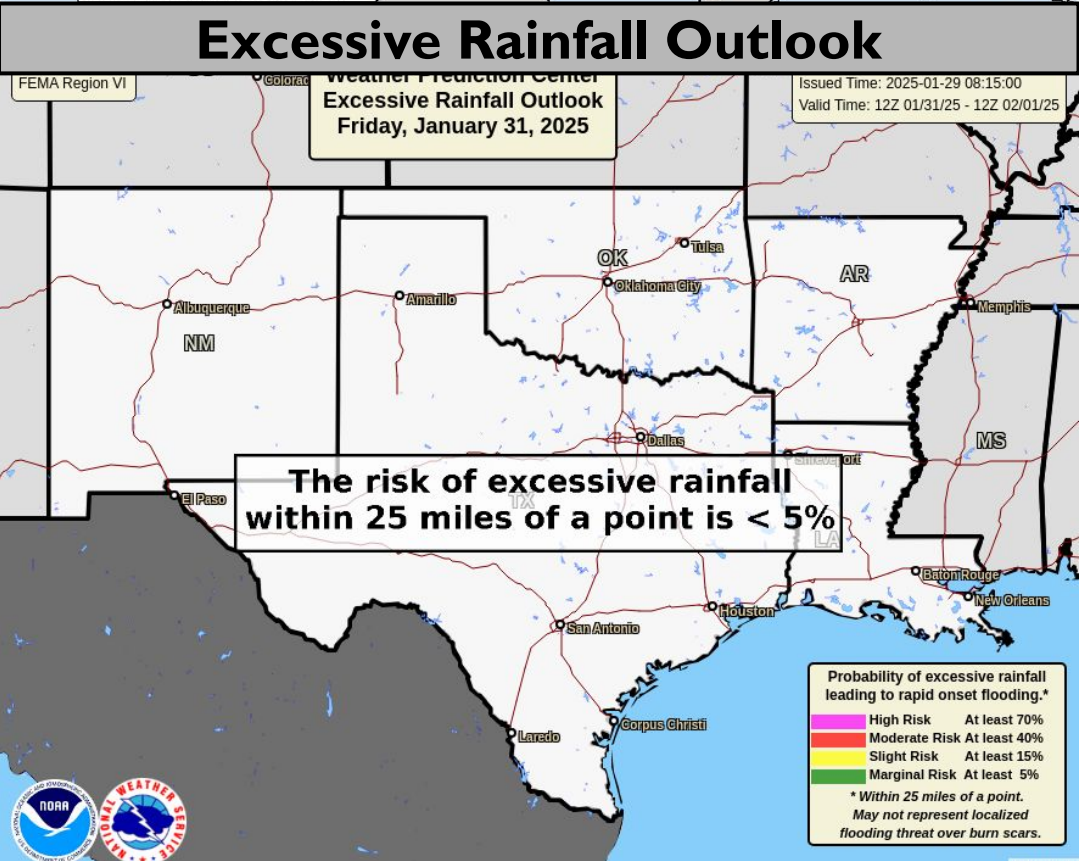 Excessive Rainfall Outlook
FEMA Region VI
Weather Prediction Center
Excessive Rainfall Outlook
Friday, January 31, 2025
Issued Time: 2025-01-29 08:15:00
Valid Time: 12Z 01/31/25 - 12Z 02/01/25
Tulsa
OK
Oklahoma City
AR
Albuquerque
Amarillo
Memphis
NM
Dallas
MS
Shreveport
El Paso
The risk of excessive rainfall
within 25 miles of a point is < 5%
TX
LA
Baton Rouge
New Orleans
Houston
San Antonio
Corpus Christi
Laredo
Probability of excessive rainfall
leading to rapid onset flooding.*
High Risk At least 70%
Moderate Risk At least 40%
Slight Risk At least 15%
Marginal Risk At least 5%
* Within 25 miles of a point.
May not represent localized
flooding threat over burn scars.
NOAA
NATIONAL WEATHER SERVICE